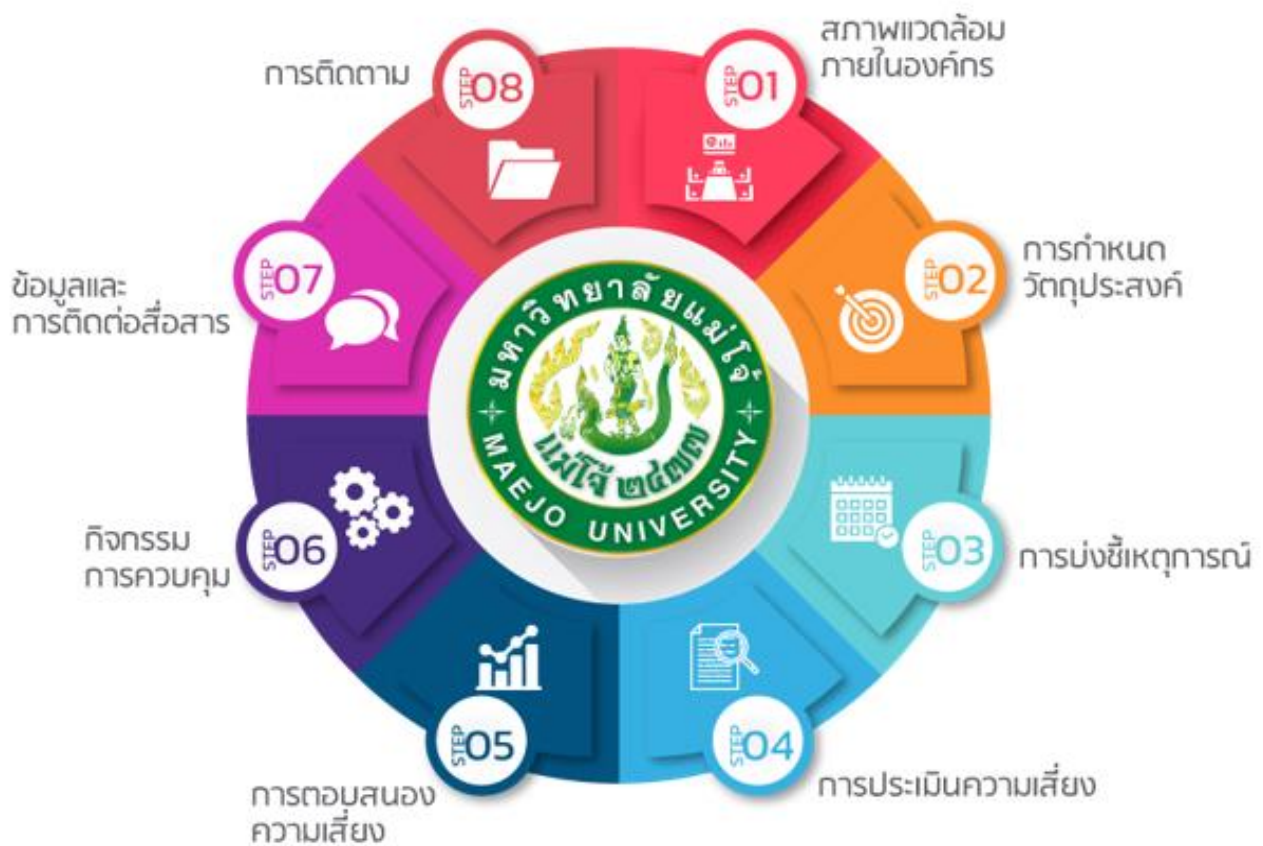 STEP 01
สภาพแวดล้อม
ภายในองค์กร
STEP 02
การกำหนด
วัตถุประสงค์
STEP 03
การบ่งชี้เหตุการณ์
STEP 04
การประเมินความเสี่ยง
STEP 05
การตอบสนอง
ความเสี่ยง
STEP 06
กิจกรรม
การควบคุม
STEP 07
ข้อมูลและ
การติดต่อสื่อสาร
STEP 08
การติดตาม
มหาวิทยาลัยแม่โจ้
แม่โจ้ ๒๔๗๗
MAEJO UNIVERSITY